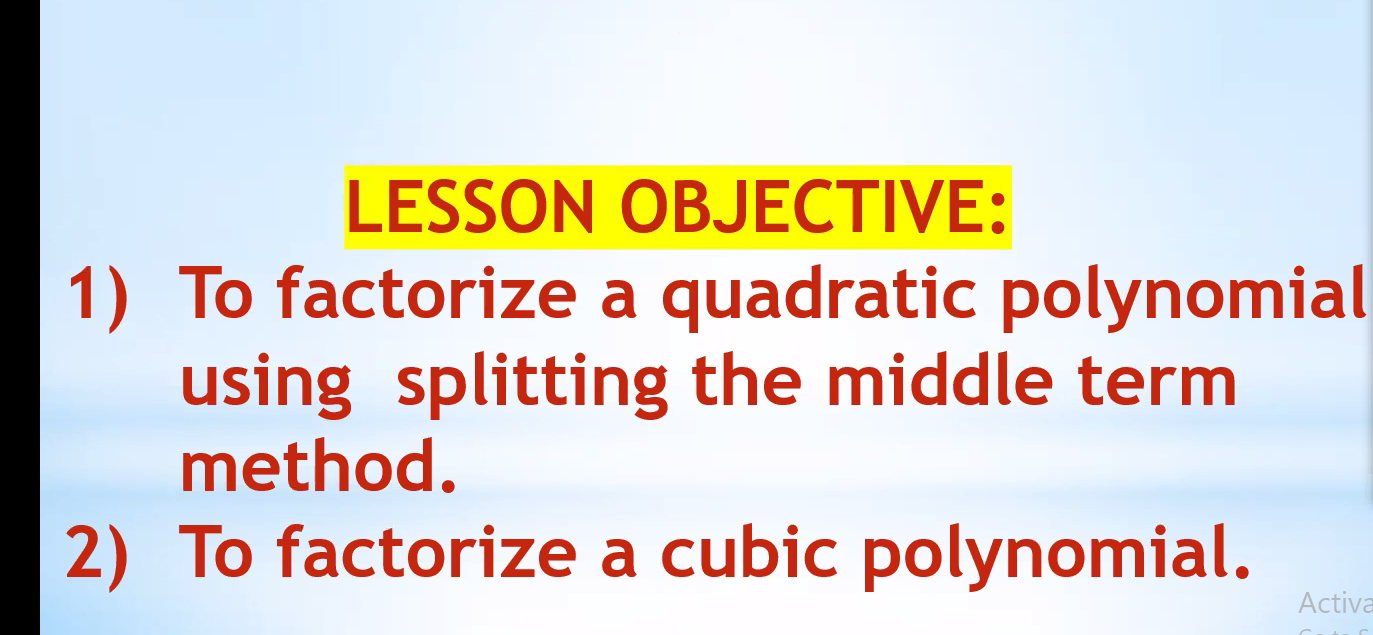 LESSON OBJECTIVE:
1) To factorize a quadratic polynomial
using splitting the middle term
method.
2) To factorize a cubic polynomial.
Activa